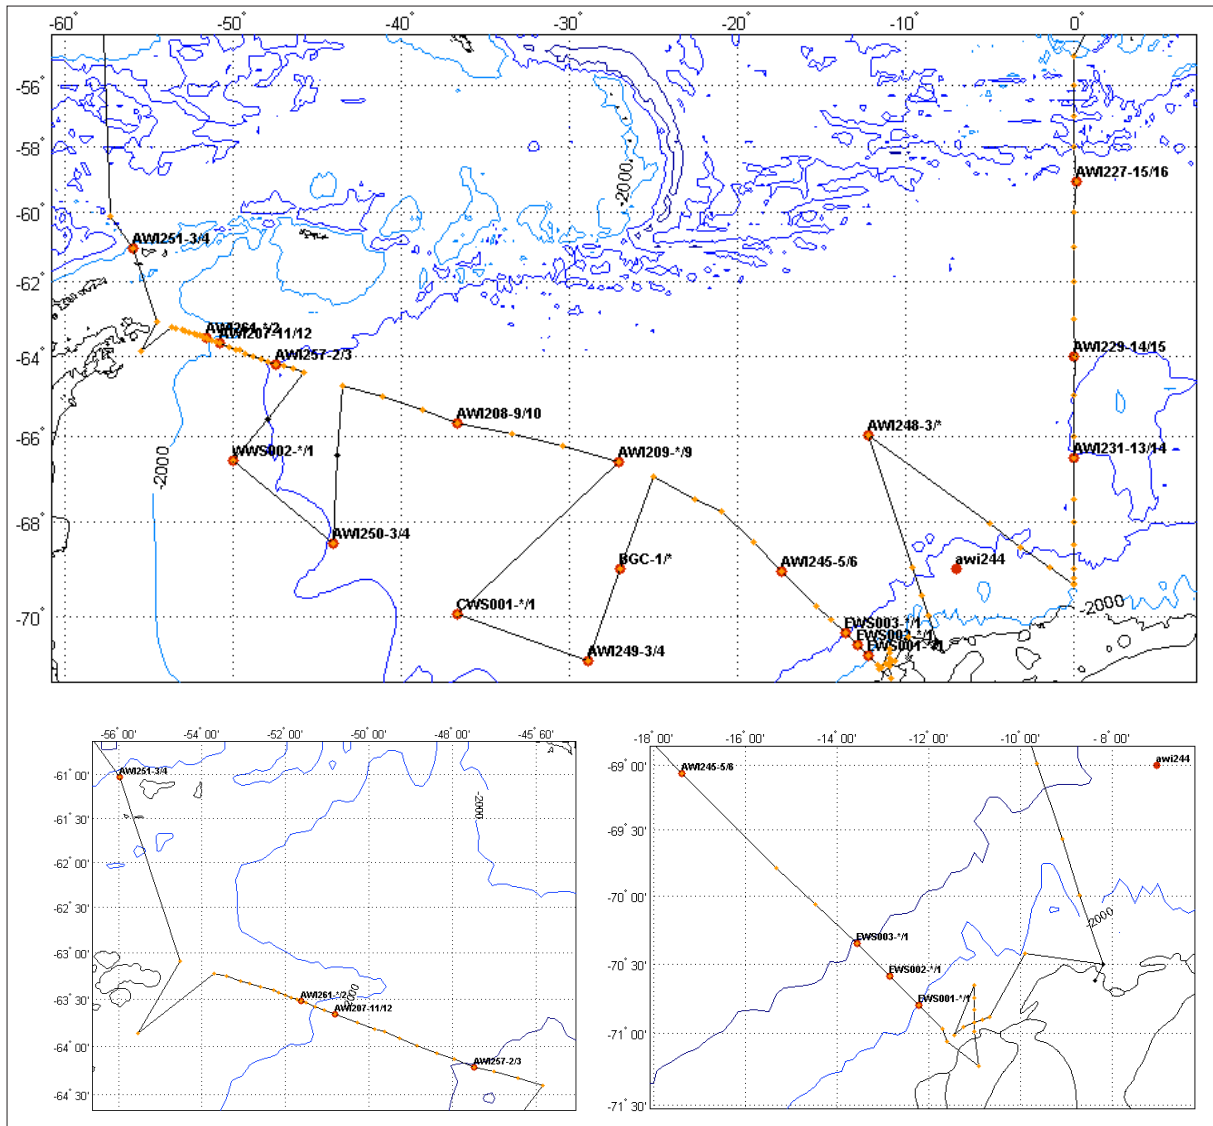 -60° -50° -40° -30° -20° -10° 0°
-56°
-58°
-60°
-62°
-64°
-66°
-68°
-70°
-2000
AWI227-15/16
AWI251-3/4
AWI261-*/2
AWI207-11/12
AWI257-2/3
AWI229-14/15
AWI208-9/10
AWI248-3/*
WWS002-*/1
AWI209-*/9
AWI231-13/14
-2000
AWI250-3/4
BGC-1/*
AWI245-5/6
awi244
-2000
CWS001-*/1
EWS003-*/1
EWS002-*/1
EWS001-*/1
AWI249-3/4
-56° 00' -54° 00' -52° 00' -50° 00' -48° 00' -45° 60'
-61° 00'
-61° 30'
-62° 00'
-62° 30'
-63° 00'
-63° 30'
-64° 00'
-64° 30'
AWI251-3/4
-2000
AWI261-*/2
-2000
AWI207-11/12
AWI257-2/3
-18° 00' -16° 00' -14° 00' -12° 00' -10° 00' -8° 00'
-69° 00'
-69° 30'
-70° 00'
-70° 30'
-71° 00'
-71° 30'
awi244
AWI245-5/6
-2000
EWS003-*/1
EWS002-*/1
EWS001-*/1